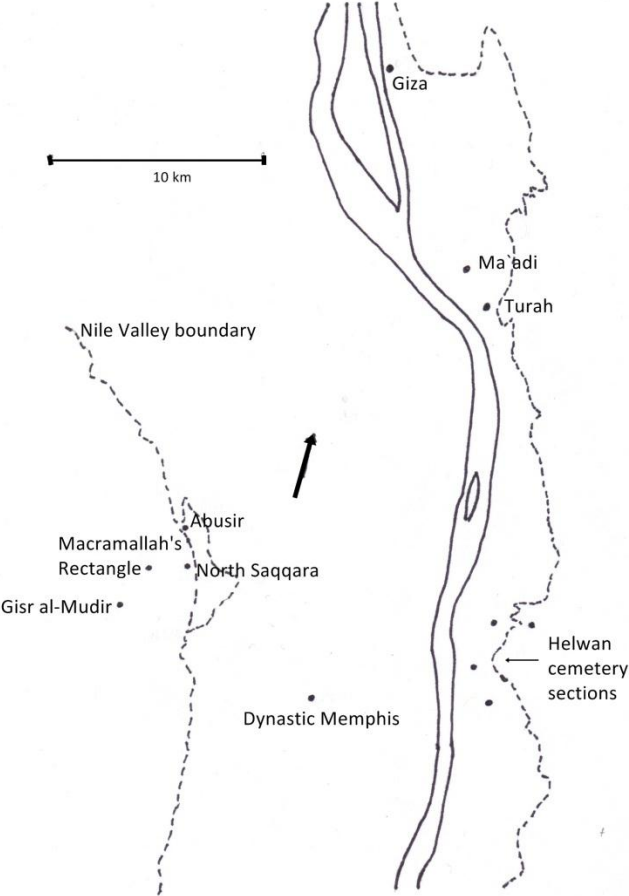 Giza
10 km
Ma'adi
Turah
Nile Valley boundary
Abusir
Macramallah's
Rectangle
North Saqqara
Gisr al-Mudir
Helwan
cemetery
sections
Dynastic Memphis